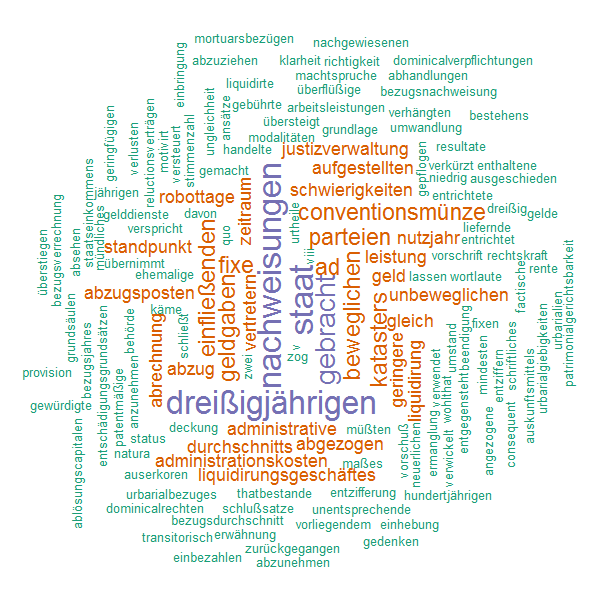 mortuarsbezügen
nachgewiesenen
abzuziehen
klarheit
richtigkeit
dominicalverpflichtungen
einbringung
machtspruche
abhandlungen
liquidirte
überflüßige
bezugsnachweisung
gebührte
arbeitsleistungen
verhängten
bestehens
geringfügigen
verlusten
reluctionsverträgen
motivirt
versteuert
stimmenzahl
ungleichheit
ansätze
übersteigt
grundlage
umwandlung
modalitäten
handelte
justizverwaltung
gepflogen
resultate
gemacht
aufgestellten
verkürzt
enthaltene
niedrig
ausgeschieden
staatseinkommens
mündliches
jährigen
robottage
zeitraum
nachweisungen
schwierigkeiten
entrichtete
gelddienste
davon
conventionsmünze
dreißig
gelde
verspricht
quo
urtheile
parteien
nutzjahr
liefernde
entrichtet
überstiegen
bezugsverrechnung
absehen
standpunkt
einfließenden
staat
viii
leistung
vorschrift
rechtskraft
übernimmt
fixe
ad
geld
lassen
wortlaute
rente
ehemalige
geldgaben
vertretern
gebracht
beweglichen
katasters
unbeweglichen
factische
urbarialien
patrimonialgerichtsbarkeit
abzugsposten
käme
gleich
fixen
grundsäulen
bezugsjahres
entschädigungsgrundsätzen
patentmäßige
anzunehmen
behörde
abrechnung
schließt
abzug
zwei
zog
v
geringere
liquidirung
verwendet
umstand
beendigung
mindesten
entziffern
schriftliches
urbarialgiebigkeiten
provision
dreißigjährigen
wohlthat
entgegensteht
auskunftsmittels
gewürdigte
ablösungscapitalen
status
deckung
administrative
müßten
vorschuß
neuerlichen
ermanglung
verwickelt
angezogene
consequent
natura
durchschnitts
abgezogen
administrationskosten
maßes
auserkoren
liquidirungsgeschäftes
urbarialbezuges
thatbestande
entzifferung
hundertjährigen
dominicalrechten
schlußsatze
unentsprechende
bezugsdurchschnitt
vorliegendem
einhebung
transitorisch
erwähnung
gedenken
zurückgegangen
einbezahlen
abzunehmen